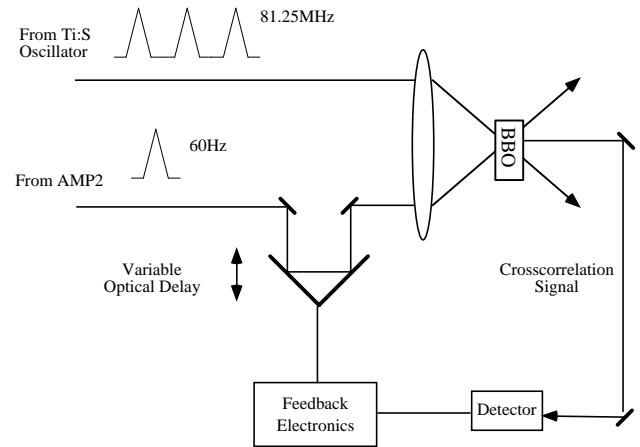 81.25MHz
From Ti:S
Oscillator
60Hz
From AMP2
BBO
Variable
Optical Delay
Crosscorrelation
Signal
Feedback
Electronics
Detector